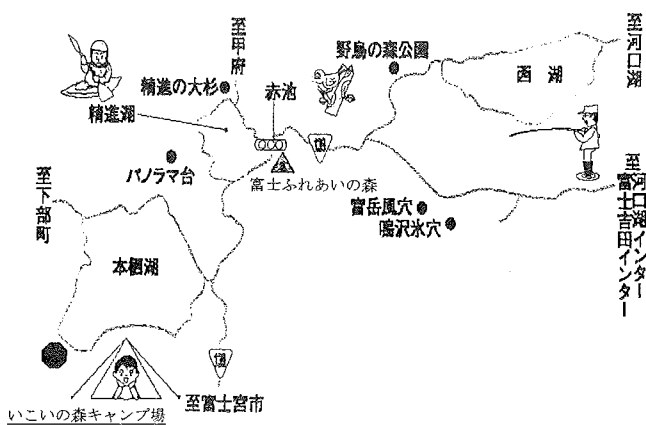 至甲府
野鳥の森公園
至河口湖
西湖
精進の大杉
赤池
精進湖
パノラマ台
富士ふれあいの森
至下部町
富岳風穴
鳴沢氷穴
至河口湖インター
富士吉田インター
本栖湖
いこいの森キャンプ場
至富士宮市